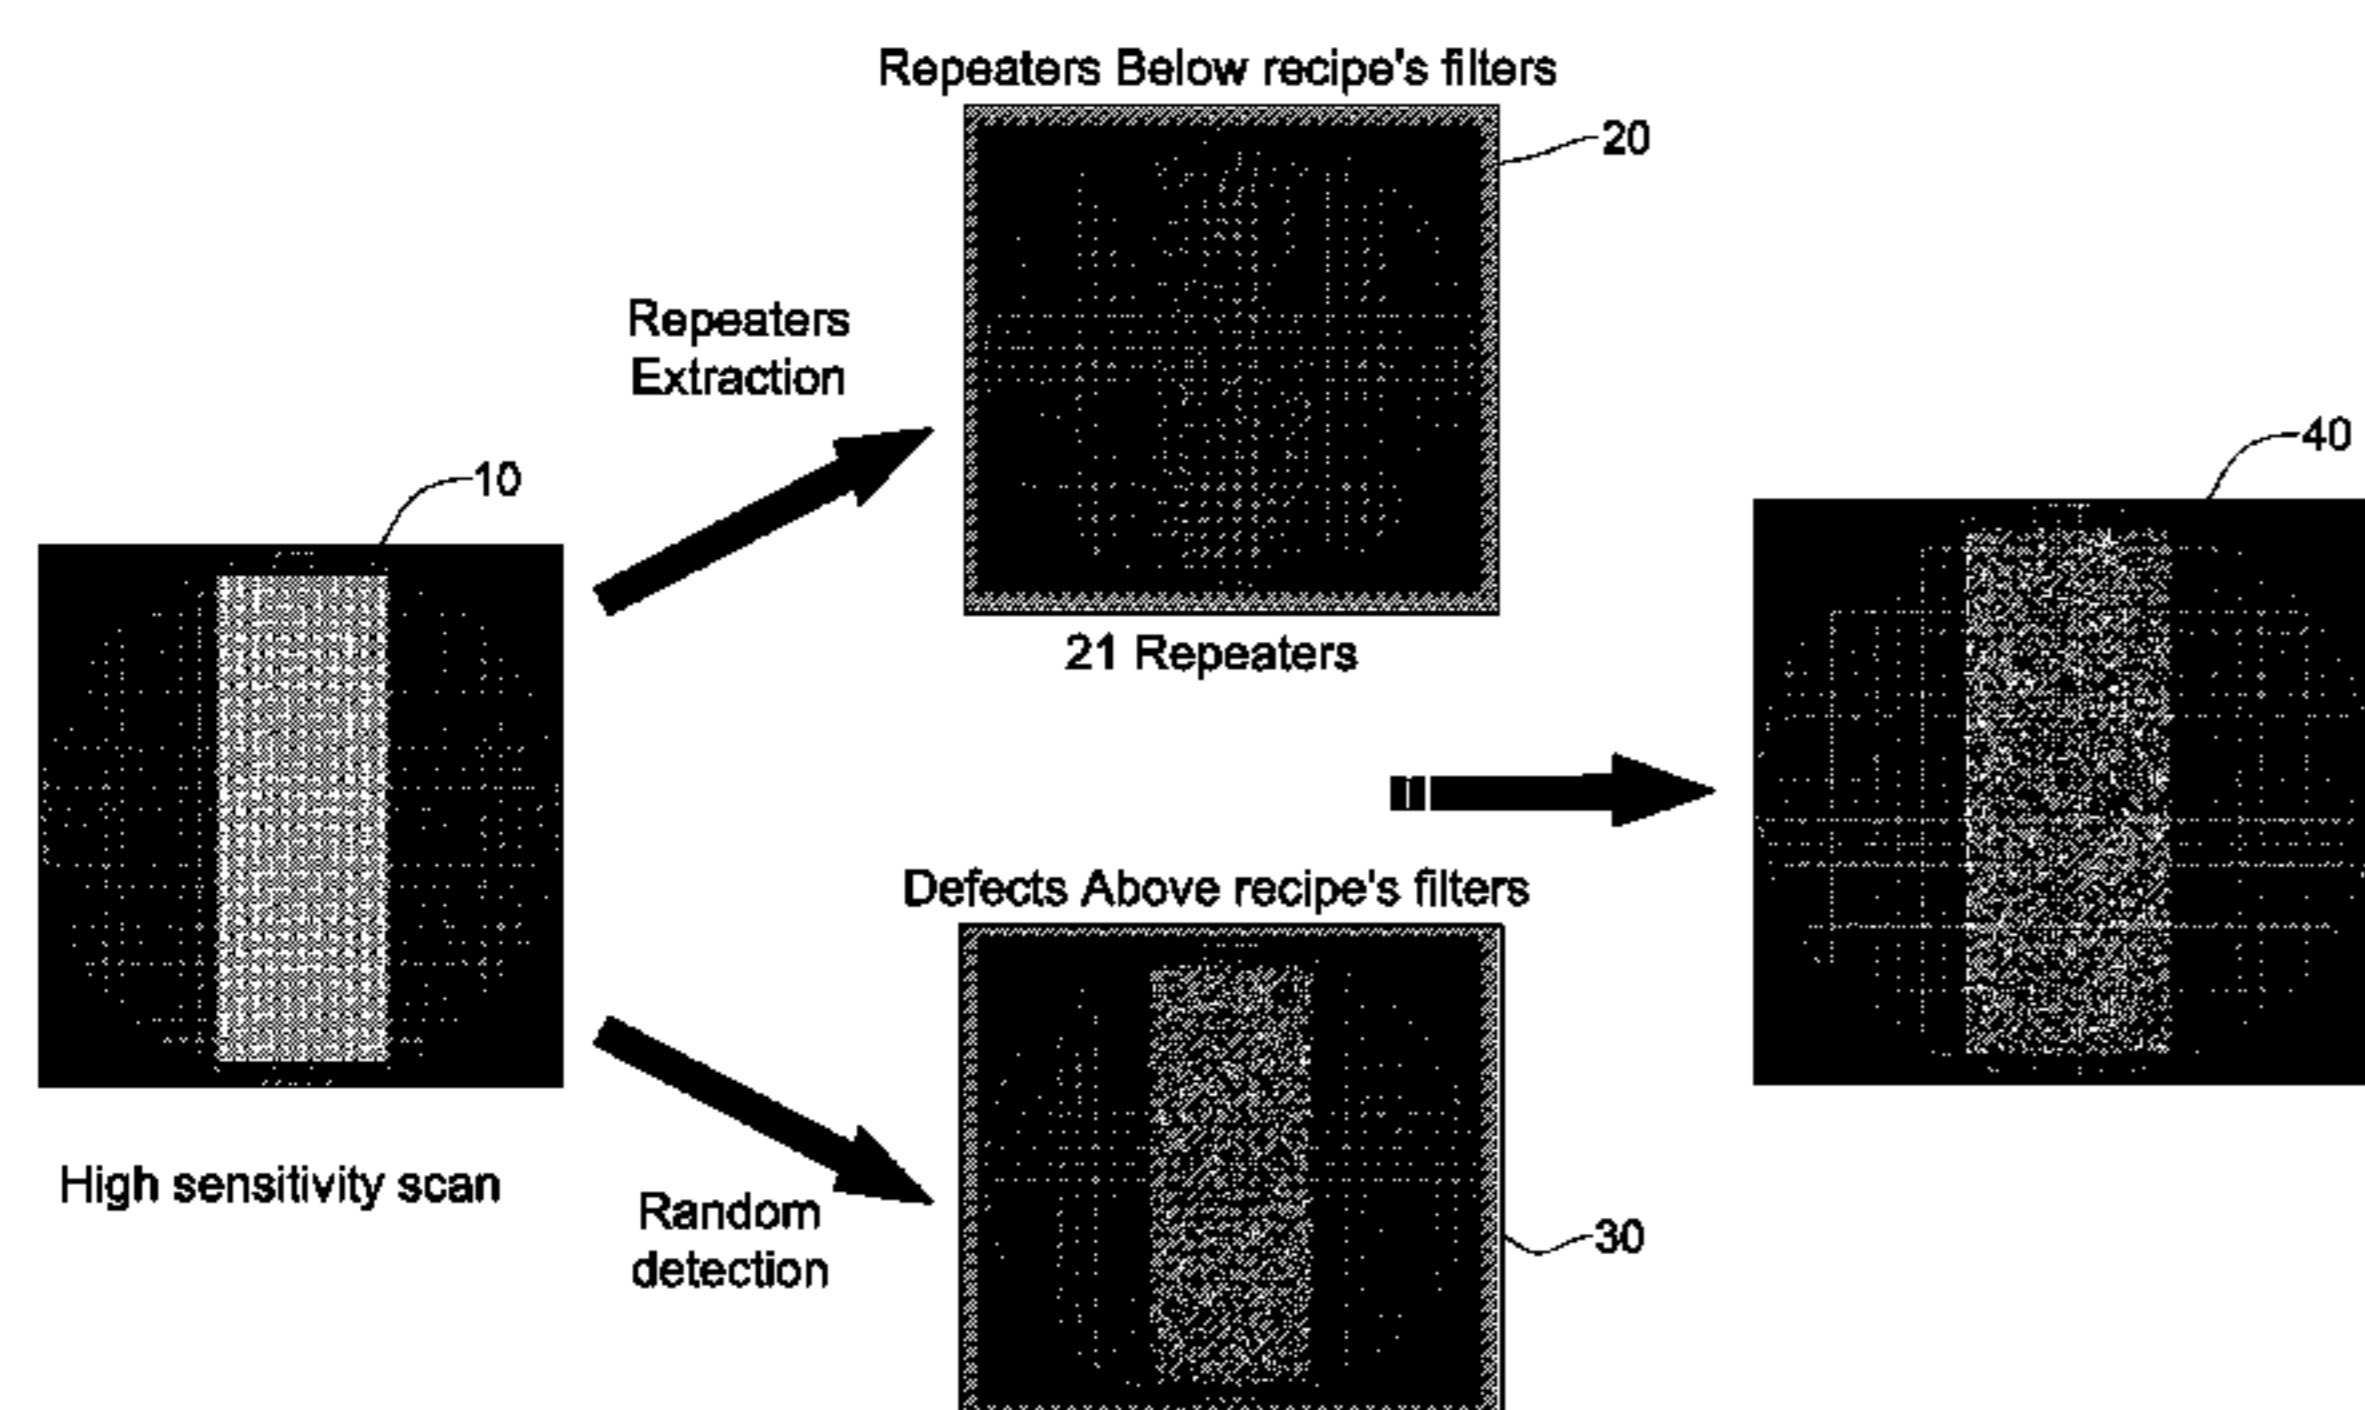 Repeaters Below recipe's filters
20
Repeaters
Extraction
10
40
21 Repeaters
Defects Above recipe's filters
High sensitivity scan
Random
detection
30